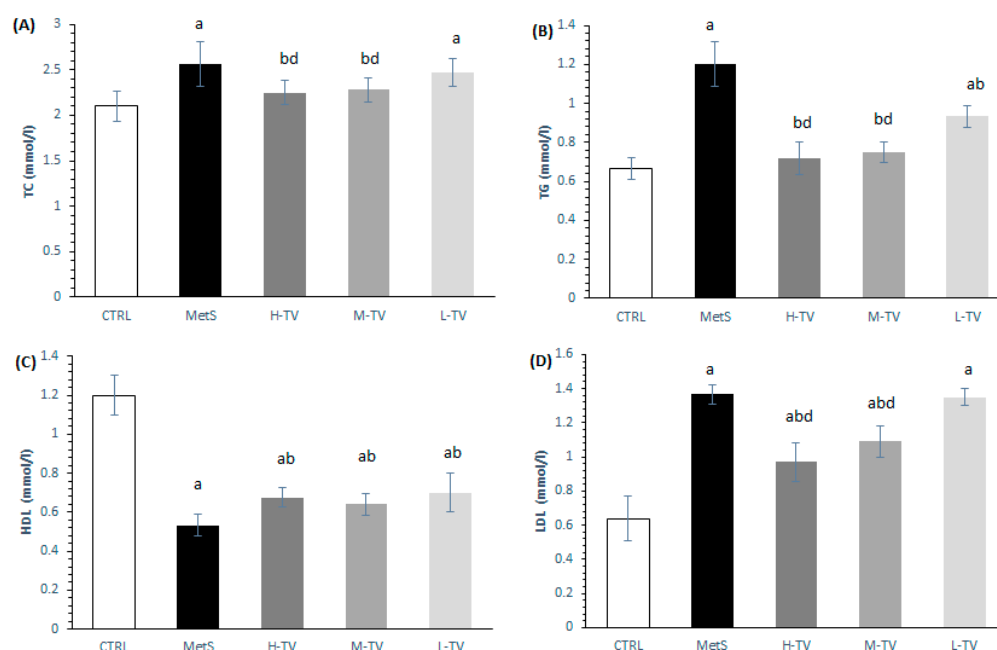 (A)
TC (mmol/l)
3
2.5
2
1.5
1
0.5
0
a
bd
bd
a
CTRL MetS H-TV M-TV L-TV
(B)
TG (mmol/l)
1.4
1.2
1
0.8
0.6
0.4
0.2
0
a
bd
bd
ab
CTRL MetS H-TV M-TV L-TV
(C)
HDL (mmol/l)
1.4
1.2
1
0.8
0.6
0.4
0.2
0
a
ab
ab
ab
CTRL MetS H-TV M-TV L-TV
(D)
LDL (mmol/l)
1.6
1.4
1.2
1
0.8
0.6
0.4
0.2
0
a
abd
abd
a
CTRL MetS H-TV M-TV L-TV